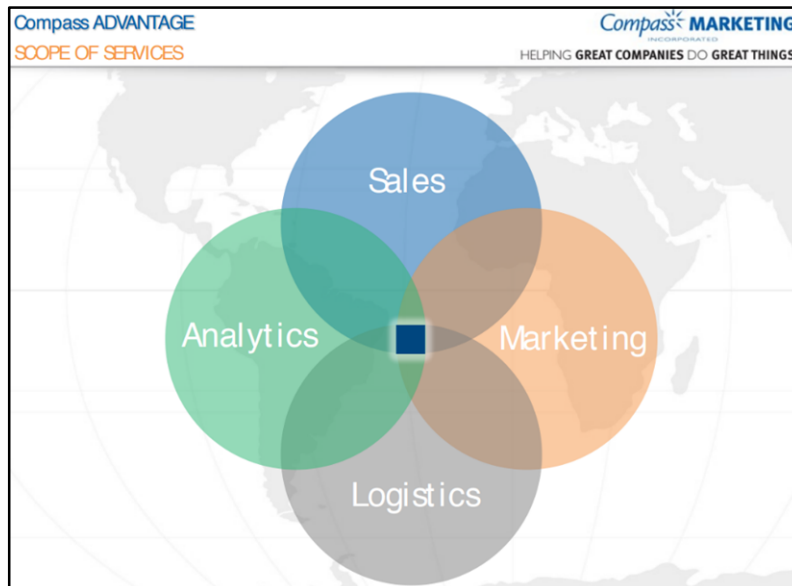 Compass ADVANTAGE
SCOPE OF SERVICES
Compass MARKETING
INCORPORATED
HELPING GREAT COMPANIES DO GREAT THINGS
Sales
Analytics
Marketing
Logistics